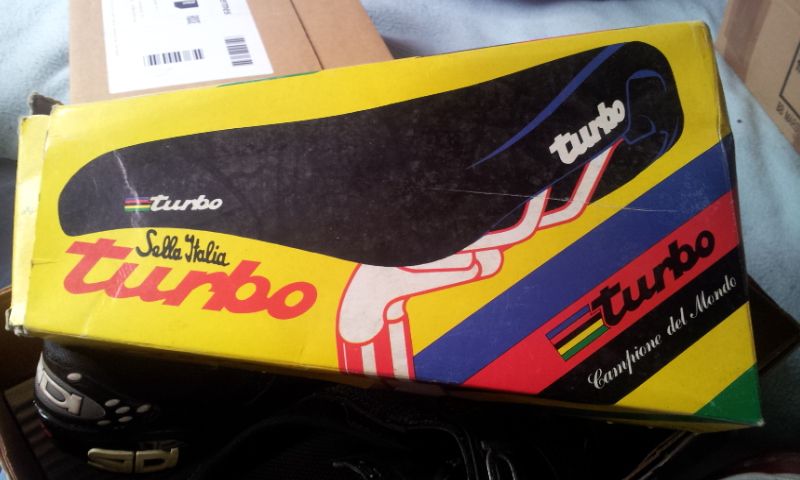 turbo
turbo
Sella Italia
turbo
turbo
Campione del Mondo